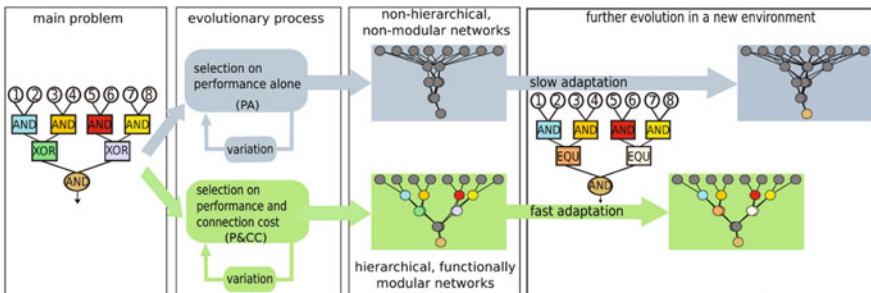 main problem
1 2 3 4 5 6 7 8
AND AND AND AND
XOR XOR
AND
evolutionary process
selection on
performance alone
(PA)
variation
selection on
performance and
connection cost
(P&CC)
variation
non-hierarchical,
non-modular networks
hierarchical, functionally
modular networks
further evolution in a new environment
slow adaptation
1 2 3 4 5 6 7 8
AND AND AND AND
EQU EQU
AND
fast adaptation